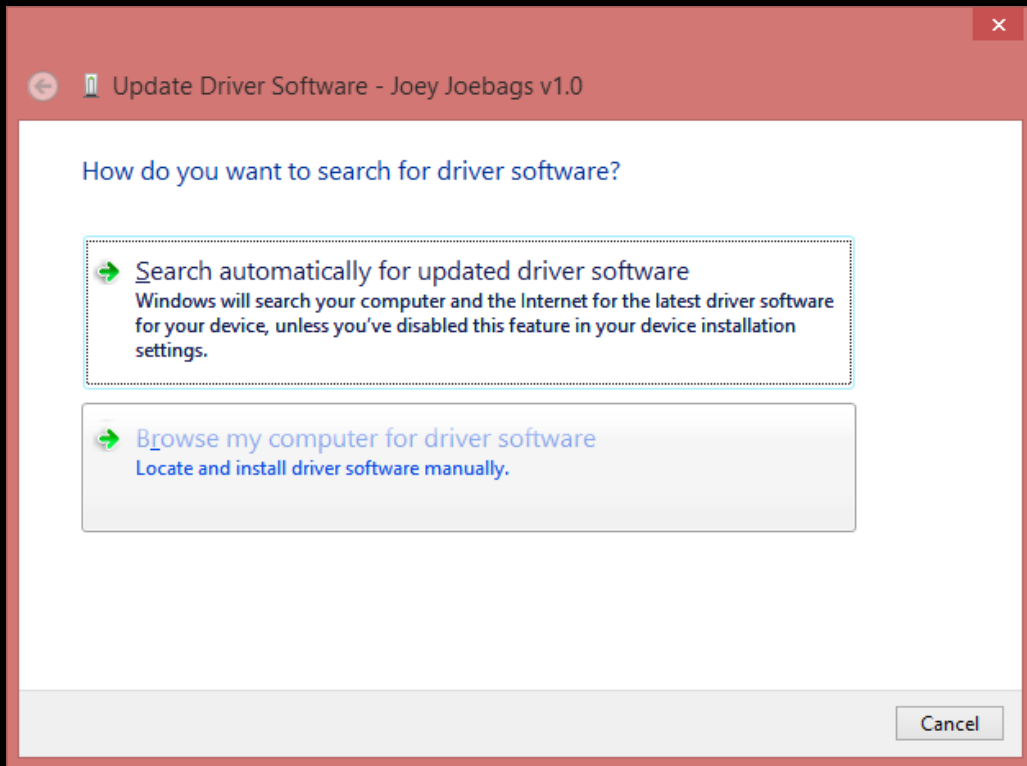 Update Driver Software - Joey Joebags v1.0
How do you want to search for driver software?
Search automatically for updated driver software
Windows will search your computer and the Internet for the latest driver software
for your device, unless you've disabled this feature in your device installation
settings.
Browse my computer for driver software
Locate and install driver software manually.
Cancel